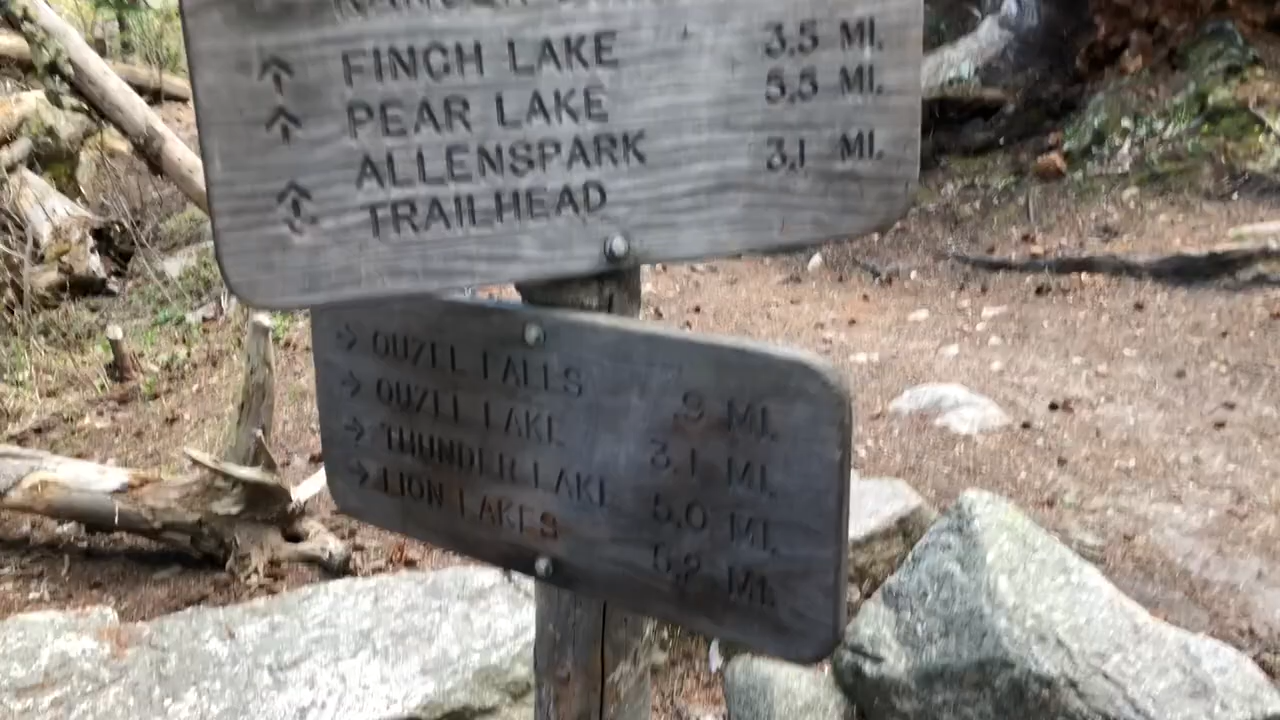 FINCH LAKE 3.5 MI.
PEAR LAKE 5.5 MI.
ALLENSPARK 3.1 MI.
TRAILHEAD
OUZEL FALLS .9 MI.
OUZEL LAKE 3.1 MI.
THUNDER LAKE 5.0 MI.
LION LAKES 5.2 MI.